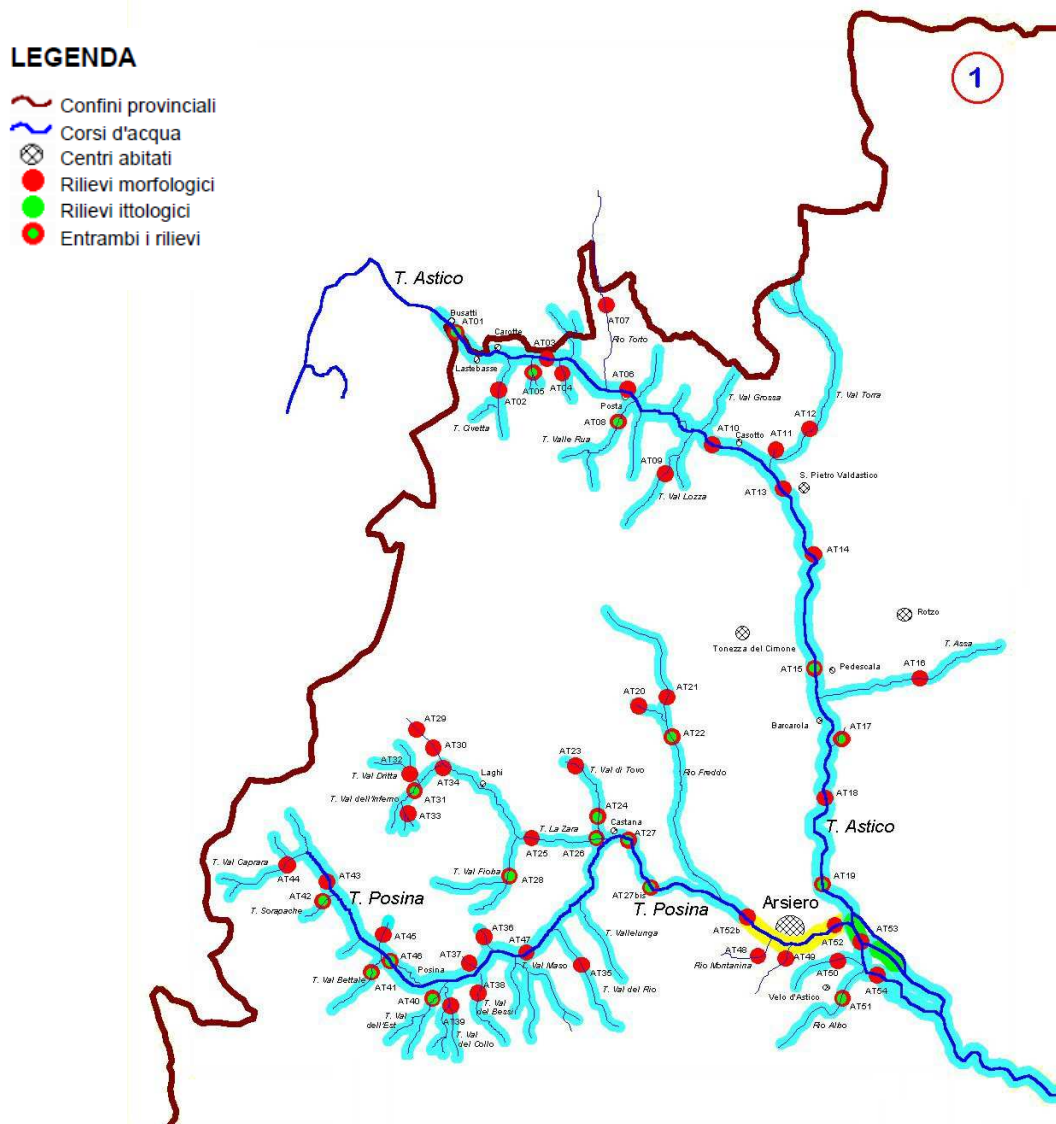 LEGENDA
Confini provinciali
Corsi d'acqua
Centri abitati
Rilievi morfologici
Rilievi ittologici
Entrambi i rilievi
1
T. Astico
Busatti
AT01
Carotte
Lastebasse
AT03
AT05
AT04
AT02
T. Civetta
AT07
Rio Torto
AT06
Posta
AT08
T. Valle Rua
T. Val Grossa
AT10
Casotto
AT09
T. Val Lozza
AT11
AT12
T. Val Torra
AT13
S. Pietro Valdastico
AT14
Rotzo
Tonezza del Cimone
AT15
Pedescala
AT16
T. Assa
Barcarola
AT17
AT18
T. Astico
AT19
AT20
AT21
AT22
Rio Freddo
AT23
T. Val di Tovo
AT24
Castana
AT27
AT26
AT25
T. La Zara
AT29
AT30
AT32
AT34
Laghi
T. Val Dritta
AT31
T. Val dell'Inferno
AT33
T. Val Fioba
AT28
AT27bis
T. Val Caprara
AT44
AT43
AT42
T. Sorapache
T. Posina
T. Posina
Arsiero
AT52b
AT52
AT53
AT48
AT49
Rio Montanina
AT50
AT54
Velo d'Astico
AT51
Rio Albo
T. Vallelunga
AT45
AT46
AT36
AT37
AT47
Posina
T. Val Maso
AT35
T. Val del Rio
T. Val Bettale
AT41
AT40
AT38
AT39
T. Val
del Bessi
T. Val
dell'Est
T. Val
del Collo